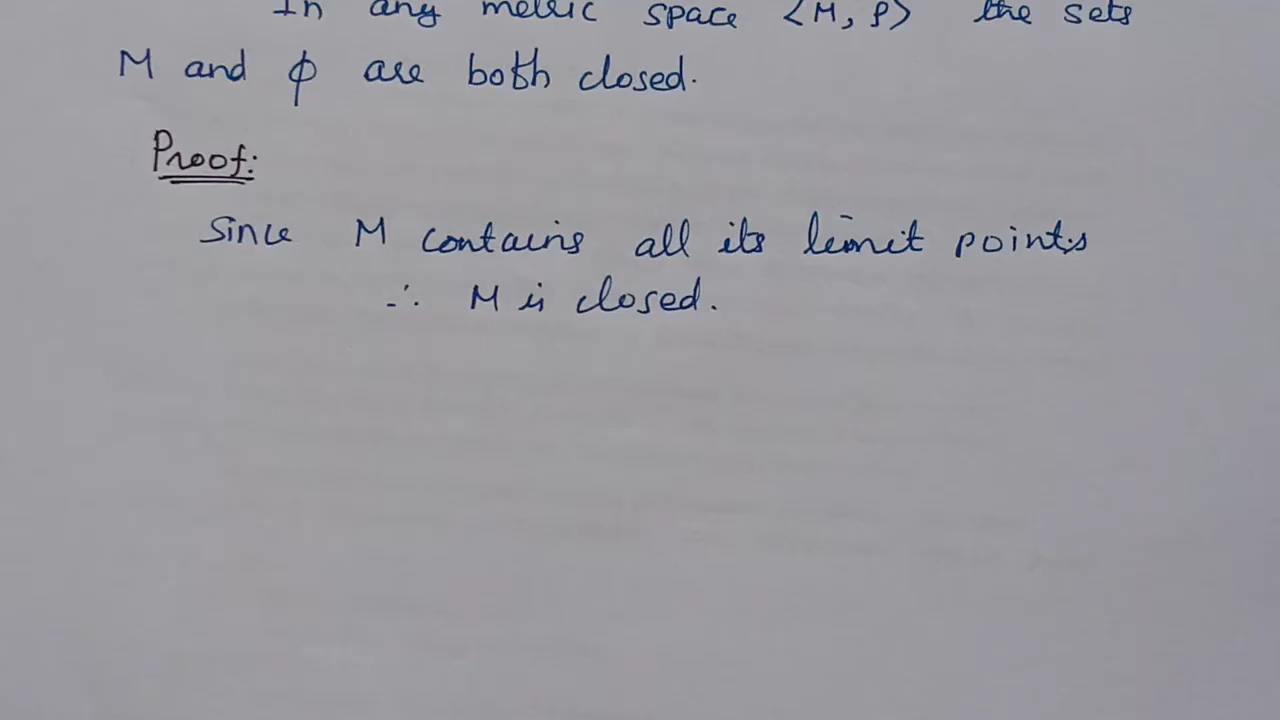 In any metric space <M, ρ> the sets
M and φ are both closed.
Proof:
Since M contains all its limit points
∴ M is closed.